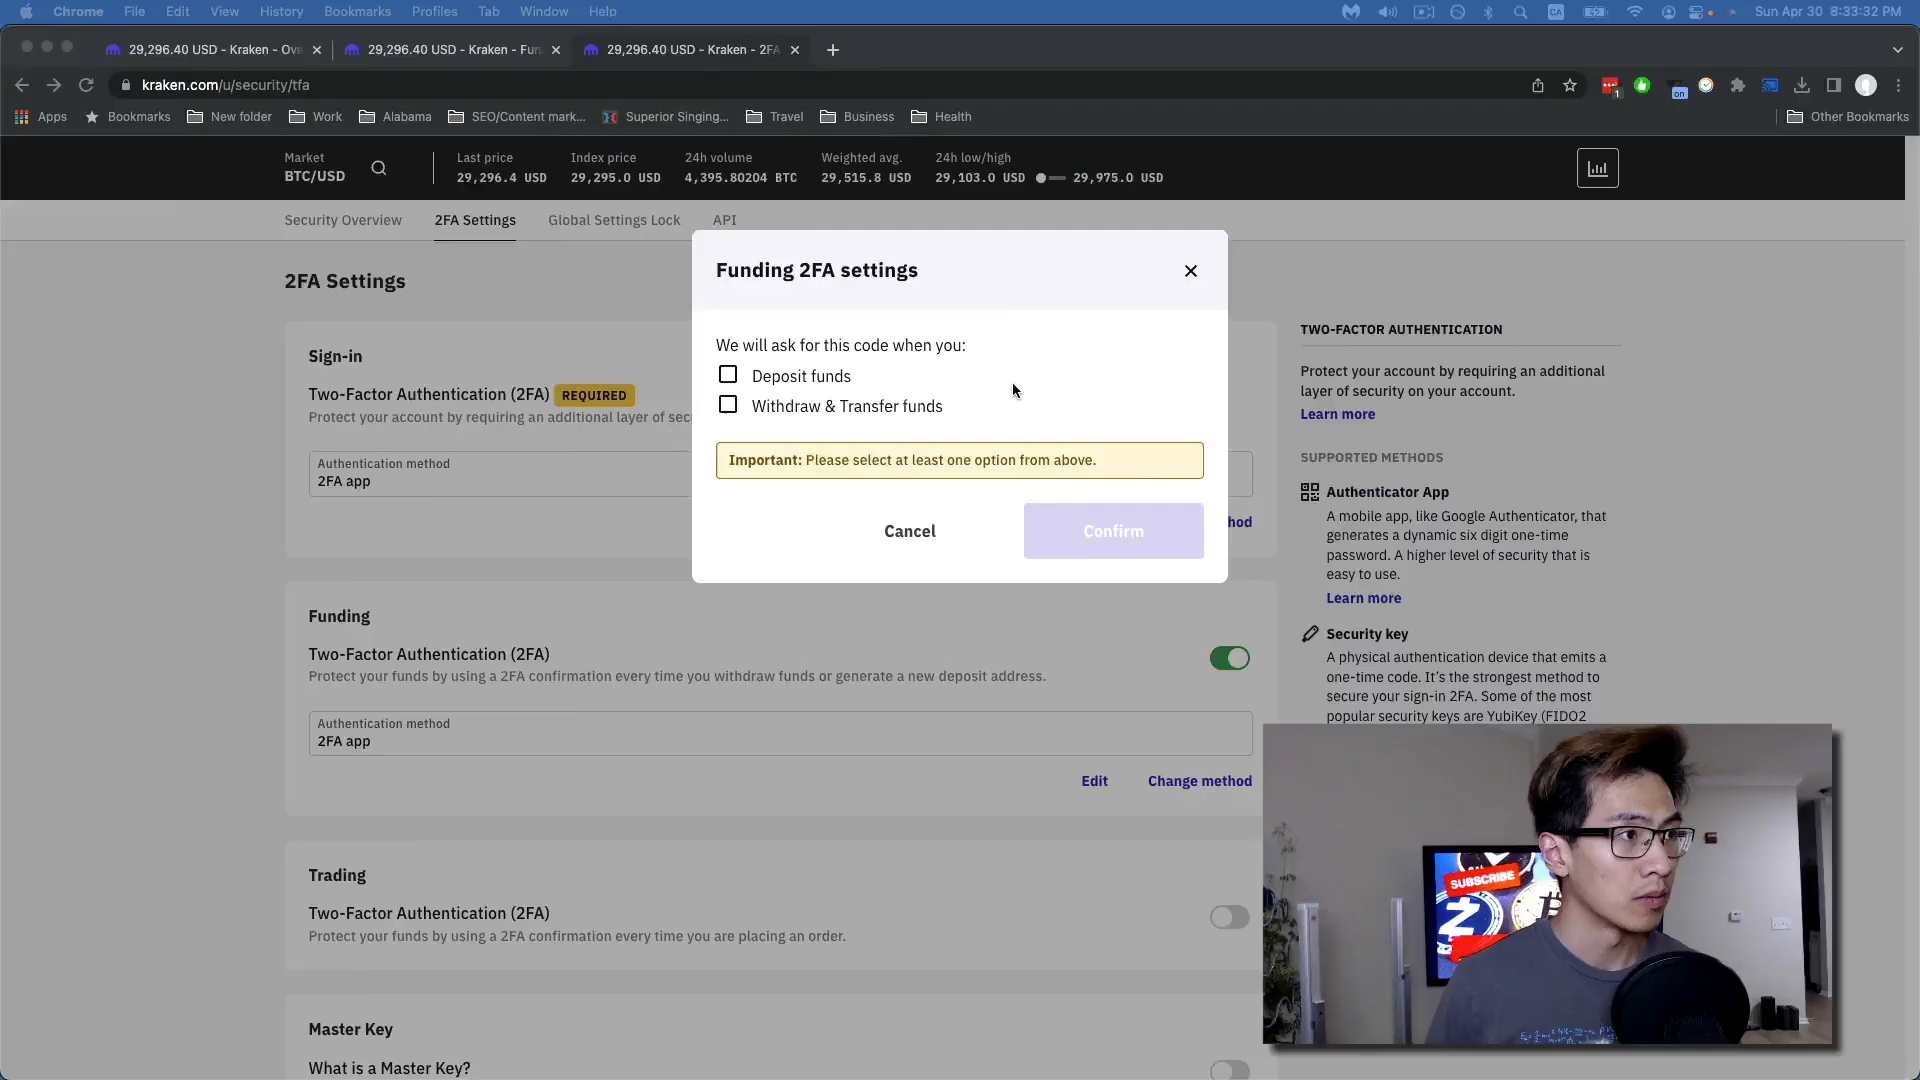 Chrome File Edit View History Bookmarks Profiles Tab Window Help
CA
Sun Apr 30 8:33:32 PM
29,296.40 USD - Kraken - Ove
29,296.40 USD - Kraken - Fun
29,296.40 USD - Kraken - 2FA
kraken.com/u/security/tfa
1
on
Apps Bookmarks New folder Work Alabama SEO/Content mark... Superior Singing... Travel Business Health Other Bookmarks
Market
BTC/USD
Last price
29,296.4 USD
Index price
29,295.0 USD
24h volume
4,395.80204 BTC
Weighted avg.
29,515.8 USD
24h low/high
29,103.0 USD 29,975.0 USD
Security Overview 2FA Settings Global Settings Lock API
2FA Settings
Sign-in
Two-Factor Authentication (2FA) REQUIRED
Protect your account by requiring an additional layer of sec
Authentication method
2FA app
hod
Funding 2FA settings
We will ask for this code when you:
Deposit funds
Withdraw & Transfer funds
Important: Please select at least one option from above.
Cancel Confirm
Funding
Two-Factor Authentication (2FA)
Protect your funds by using a 2FA confirmation every time you withdraw funds or generate a new deposit address.
Authentication method
2FA app
Edit Change method
Trading
Two-Factor Authentication (2FA)
Protect your funds by using a 2FA confirmation every time you are placing an order.
Master Key
What is a Master Key?
TWO-FACTOR AUTHENTICATION
Protect your account by requiring an additional
layer of security on your account.
Learn more
SUPPORTED METHODS
Authenticator App
A mobile app, like Google Authenticator, that
generates a dynamic six digit one-time
password. A higher level of security that is
easy to use.
Learn more
Security key
A physical authentication device that emits a
one-time code. It's the strongest method to
secure your sign-in 2FA. Some of the most
popular security keys are YubiKey (FIDO2
SUBSCRIBE